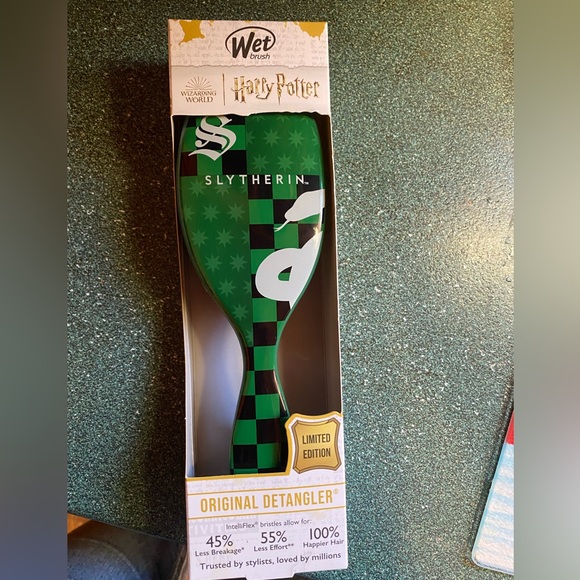 Wet
brush
WIZARDING
WORLD
Harry Potter
S
SLYTHERIN™
LIMITED
EDITION
ORIGINAL DETANGLER®
IntelliFlex® bristles allow for:
45% 55% 100%
Less Breakage* Less Effort** Happier Hair
Trusted by stylists, loved by millions